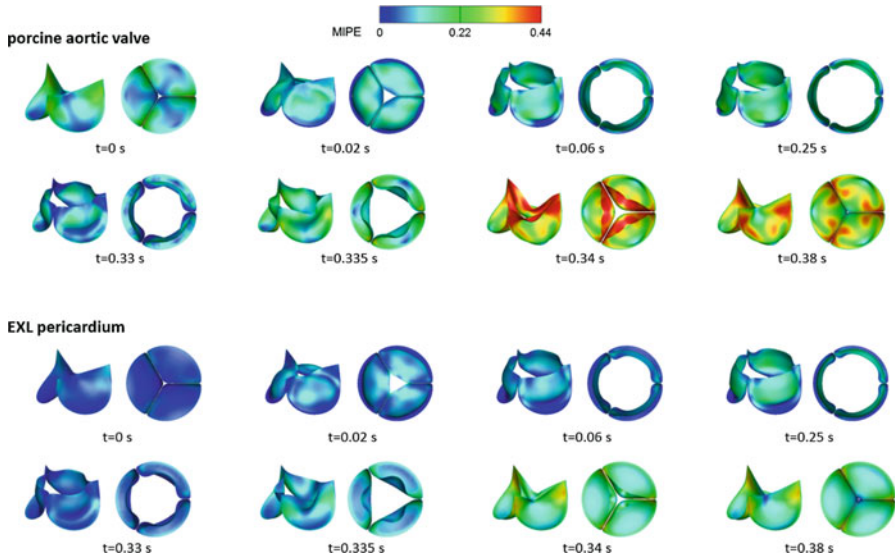 MIPE 0 0.22 0.44
porcine aortic valve
t=0 s t=0.02 s t=0.06 s t=0.25 s
t=0.33 s t=0.335 s t=0.34 s t=0.38 s
EXL pericardium
t=0 s t=0.02 s t=0.06 s t=0.25 s
t=0.33 s t=0.335 s t=0.34 s t=0.38 s